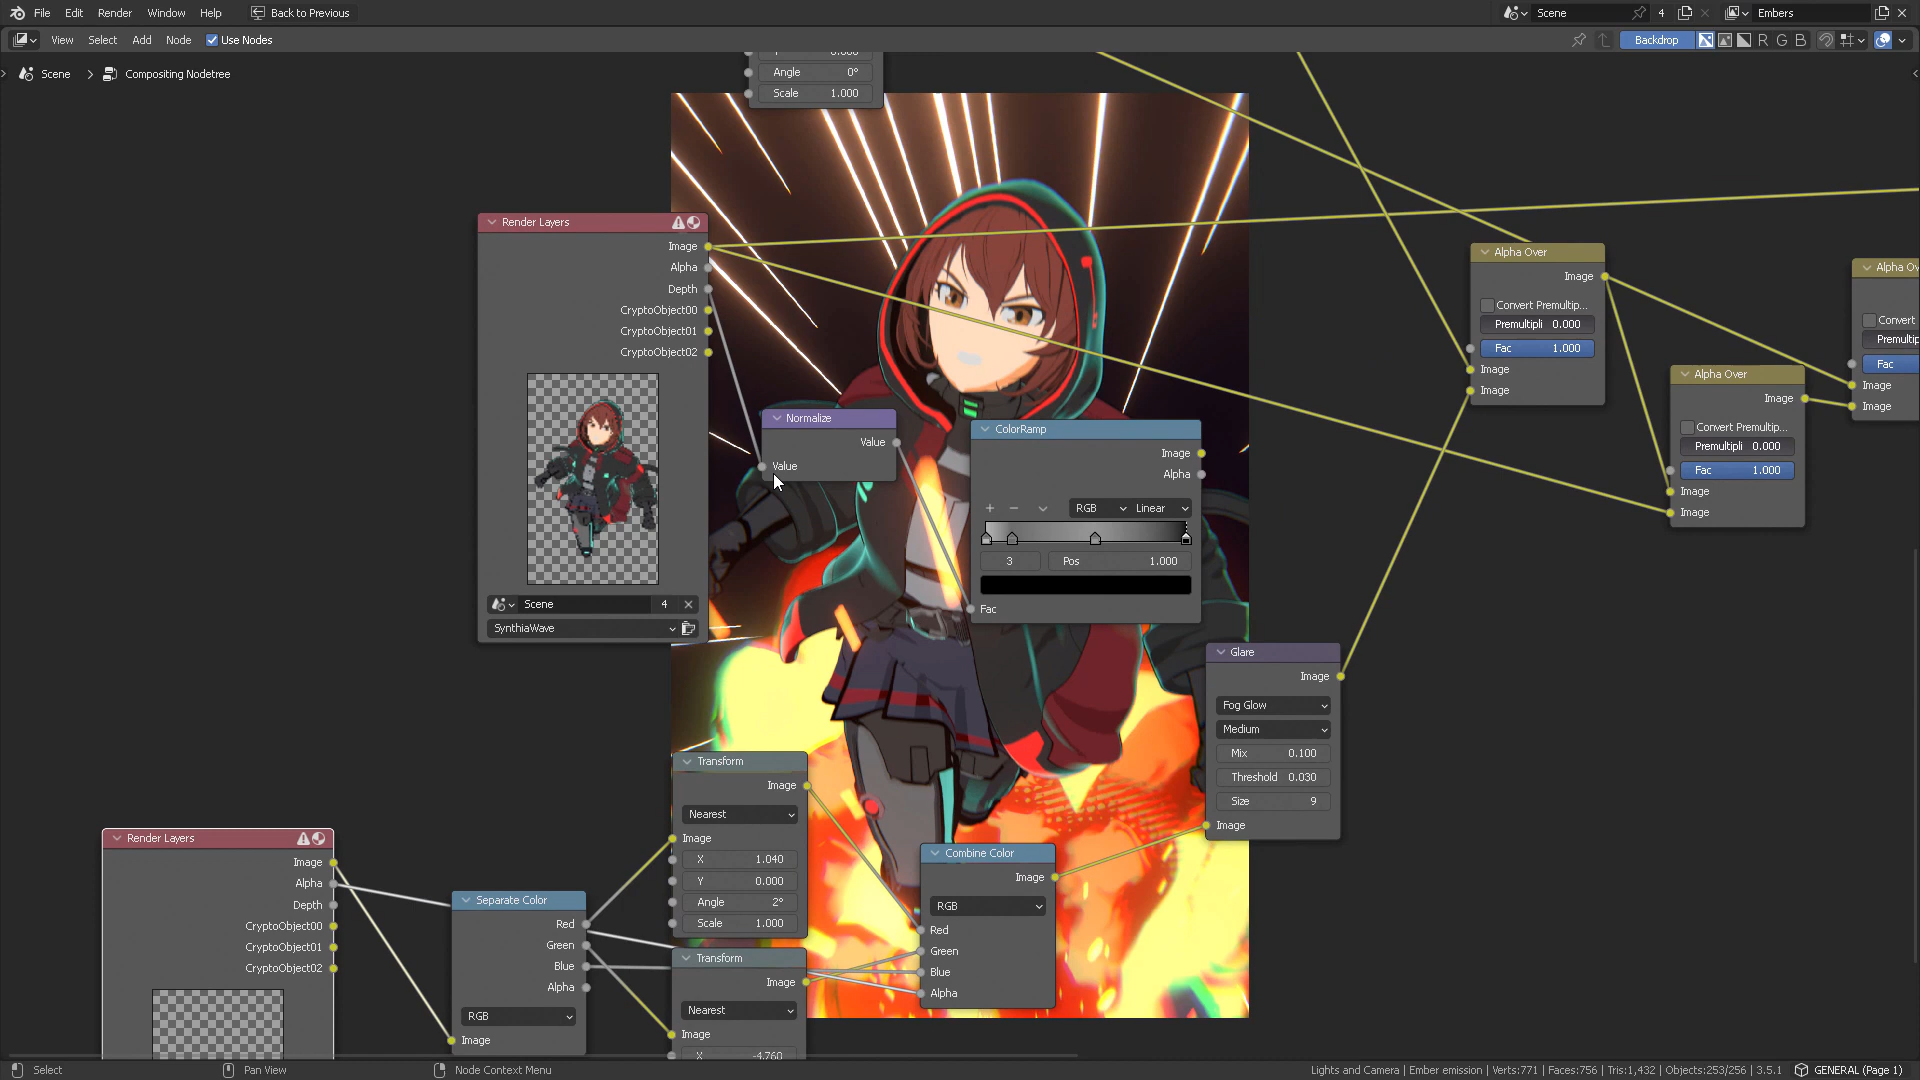 File Edit Render Window Help Back to Previous Scene 4 Embers
View Select Add Node Use Nodes Backdrop R G B
Scene Compositing Nodetree
Angle 0°
Scale 1.000
Render Layers
Image
Alpha
Depth
CryptoObject00
CryptoObject01
CryptoObject02
Scene 4
SynthiaWave
Normalize
Value
Value
ColorRamp
Image
Alpha
RGB Linear
3 Pos 1.000
Fac
Alpha Over
Image
Convert Premultip...
Premultipli 0.000
Fac 1.000
Image
Image
Alpha Over
Image
Convert Premultip...
Premultipli 0.000
Fac 1.000
Image
Image
Alpha Ov
Convert
Premultip
Fac
Image
Image
Glare
Image
Fog Glow
Medium
Mix 0.100
Threshold 0.030
Size 9
Image
Transform
Image
Nearest
Image
X 1.040
Y 0.000
Angle 2°
Scale 1.000
Render Layers
Image
Alpha
Depth
CryptoObject00
CryptoObject01
CryptoObject02
Separate Color
Red
Green
Blue
Alpha
RGB
Image
Transform
Image
Nearest
Image
X -4.760
Combine Color
Image
RGB
Red
Green
Blue
Alpha
Select Pan View Node Context Menu Lights and Camera | Ember emission | Verts:771 | Faces:756 | Tris:1,432 | Objects:253/256 | 3.5.1 GENERAL (Page 1)